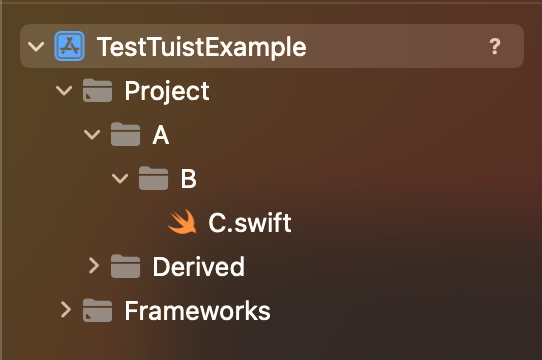 TestTuistExample ?
Project
A
B
C.swift
Derived
Frameworks